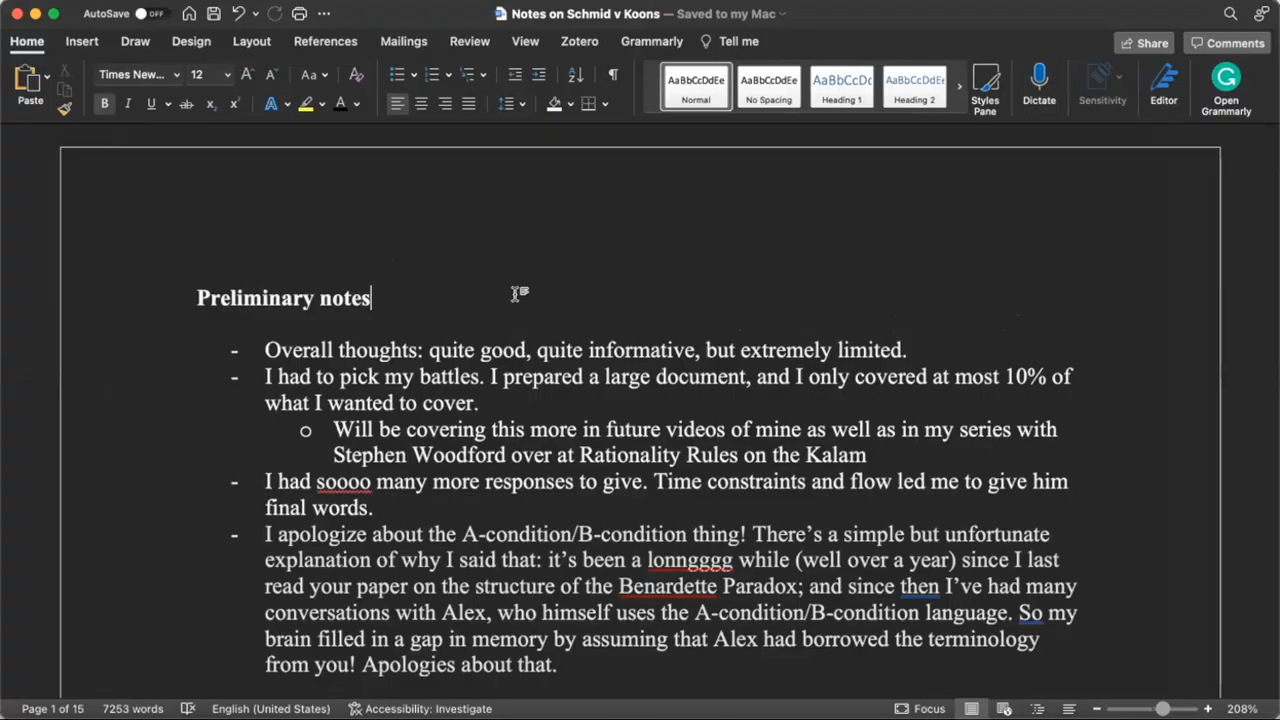 AutoSave OFF Notes on Schmid v Koons — Saved to my Mac
Home Insert Draw Design Layout References Mailings Review View Zotero Grammarly Tell me Share Comments
Paste Times New... 12 Aa AaBbCcDdEe AaBbCcDdEe AaBbCcDc AaBbCcDdEe
Normal No Spacing Heading 1 Heading 2 Styles Pane Dictate Sensitivity Editor Open Grammarly
Preliminary notes
- Overall thoughts: quite good, quite informative, but extremely limited.
- I had to pick my battles. I prepared a large document, and I only covered at most 10% of
what I wanted to cover.
o Will be covering this more in future videos of mine as well as in my series with
Stephen Woodford over at Rationality Rules on the Kalam
- I had soooo many more responses to give. Time constraints and flow led me to give him
final words.
- I apologize about the A-condition/B-condition thing! There’s a simple but unfortunate
explanation of why I said that: it’s been a lonngggg while (well over a year) since I last
read your paper on the structure of the Benardette Paradox; and since then I’ve had many
conversations with Alex, who himself uses the A-condition/B-condition language. So my
brain filled in a gap in memory by assuming that Alex had borrowed the terminology
from you! Apologies about that.
Page 1 of 15 7253 words English (United States) Accessibility: Investigate Focus 208%